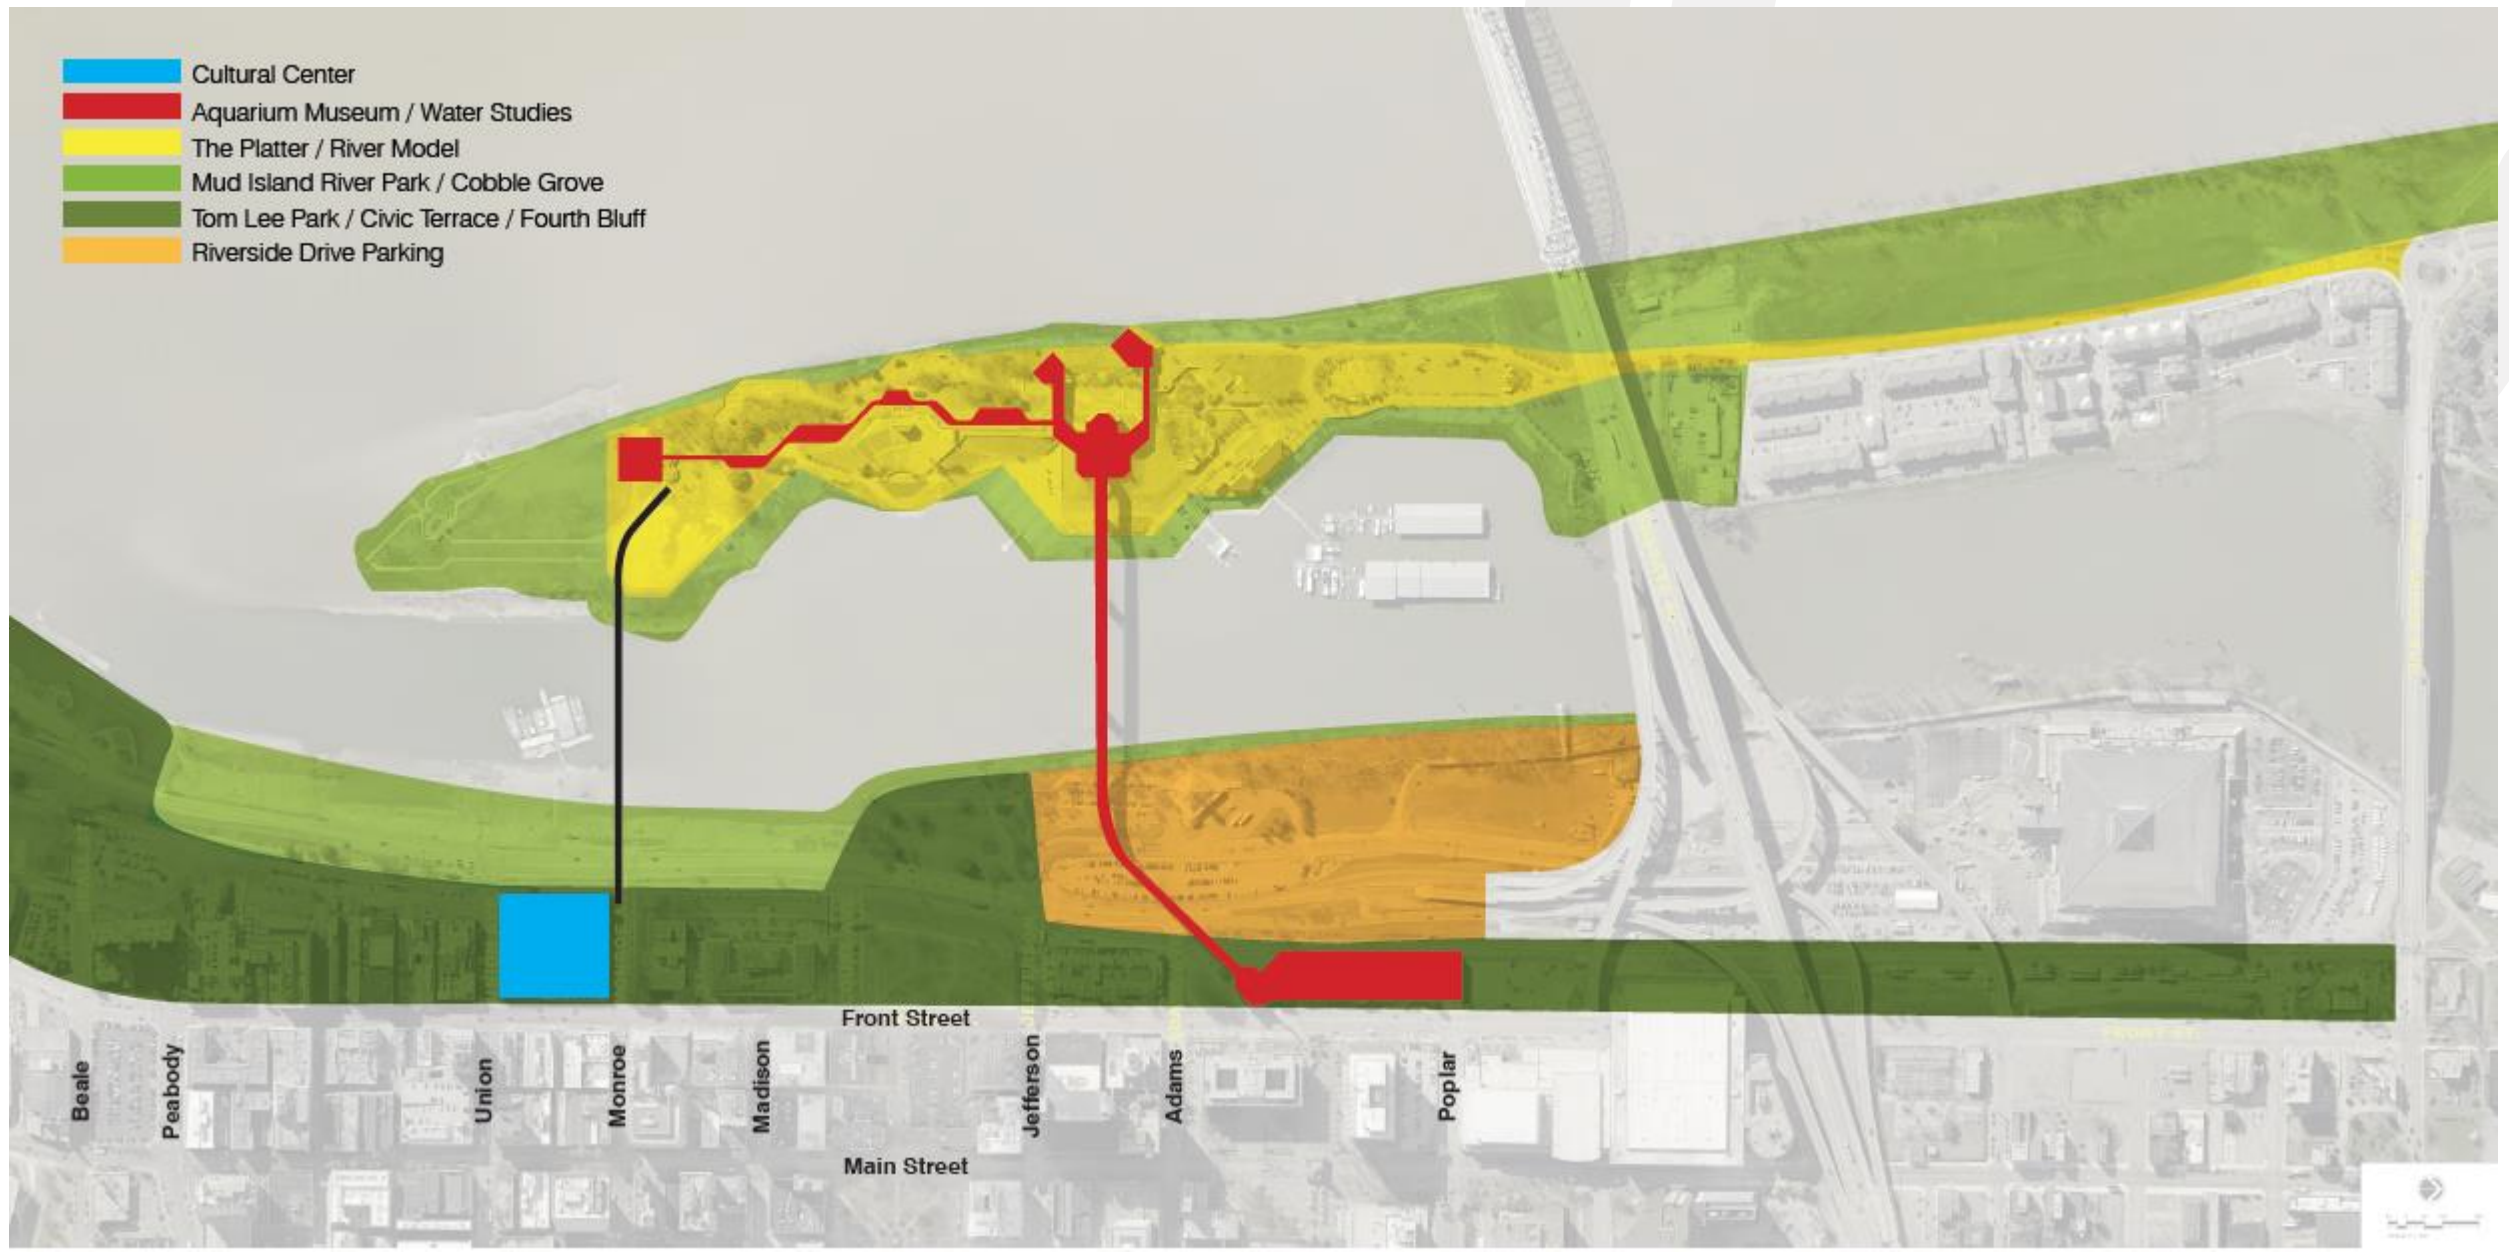 Cultural Center
Aquarium Museum / Water Studies
The Platter / River Model
Mud Island River Park / Cobble Grove
Tom Lee Park / Civic Terrace / Fourth Bluff
Riverside Drive Parking
Front Street
Beale
Peabody
Union
Monroe
Madison
Jefferson
Adams
Poplar
Main Street